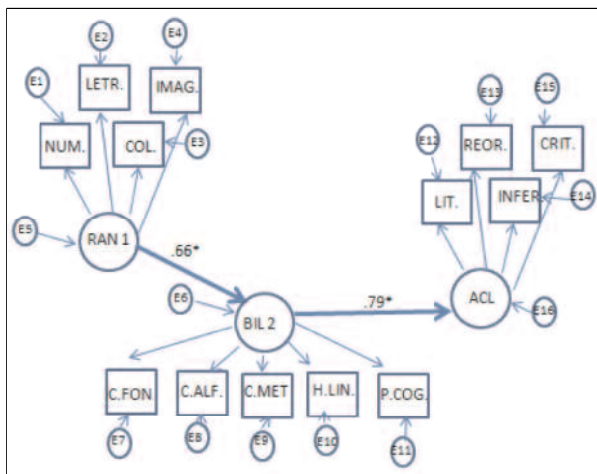 E1
E2
E4
LETR.
IMAG.
NUM.
COL.
E3
E5
RAN 1
.66*
E6
BIL 2
.79*
ACL
E16
E12
E13
E15
REOR.
CRIT.
LIT.
INFER
E14
C.FON
C.ALF.
C.MET
H.LIN.
P.COG.
E7
E8
E9
E10
E11